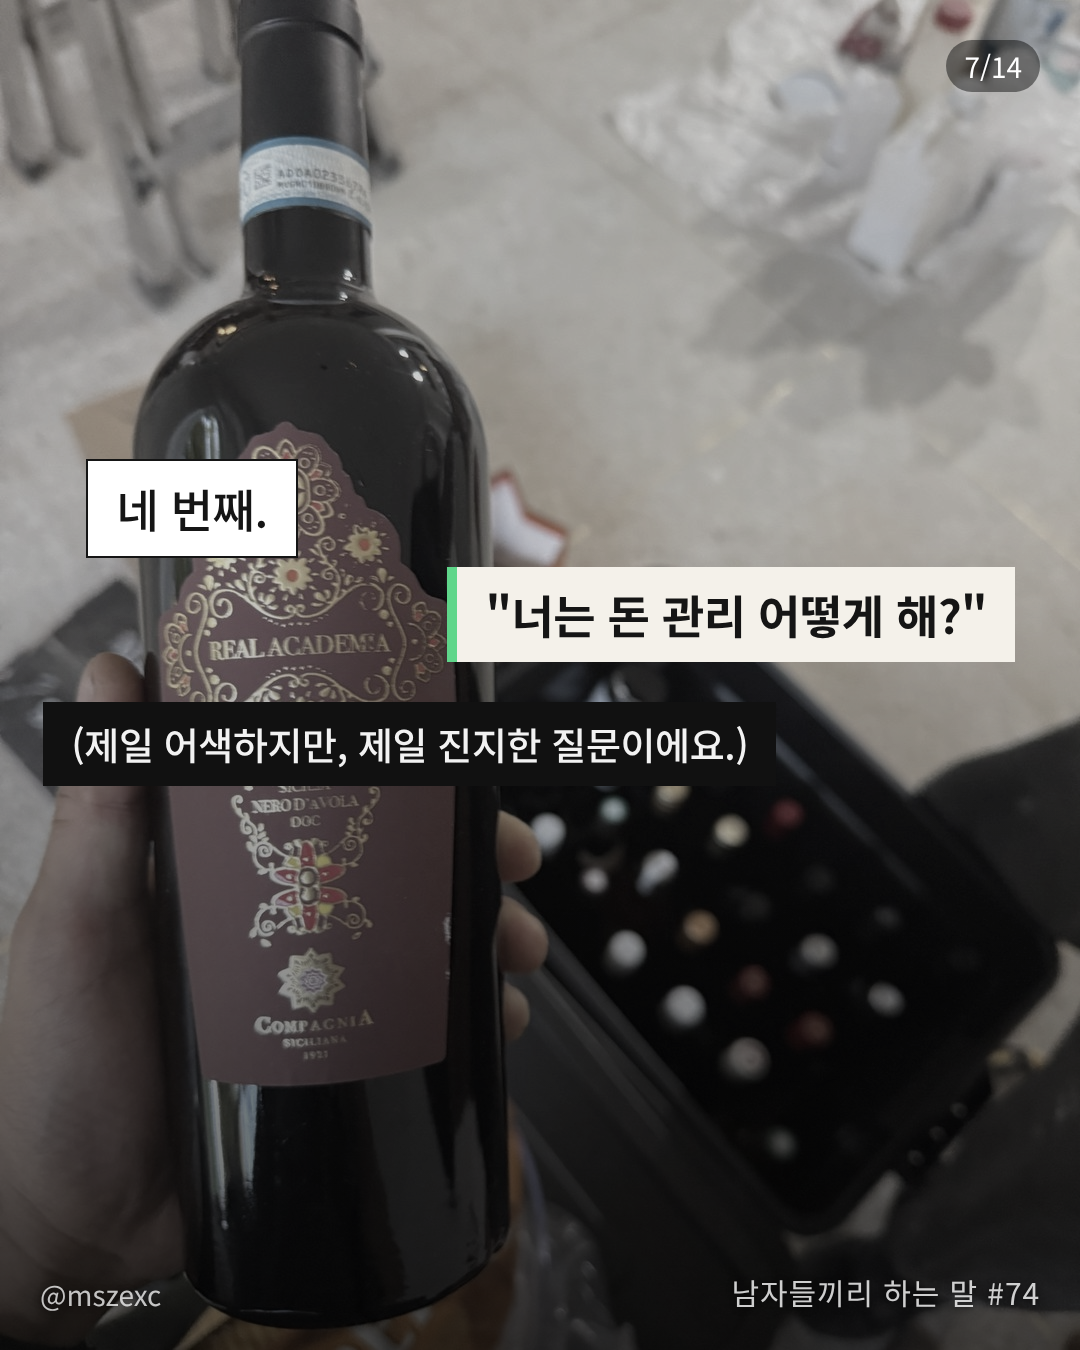 7/14
네 번째.
"너는 돈 관리 어떻게 해?"
REAL ACADEMIA
(제일 어색하지만, 제일 진지한 질문이에요.)
SICILIA
NERO D'AVOLA
DOC
COMPAGNIA
SICILIANA
1921
@mszexc
남자들끼리 하는 말 #74